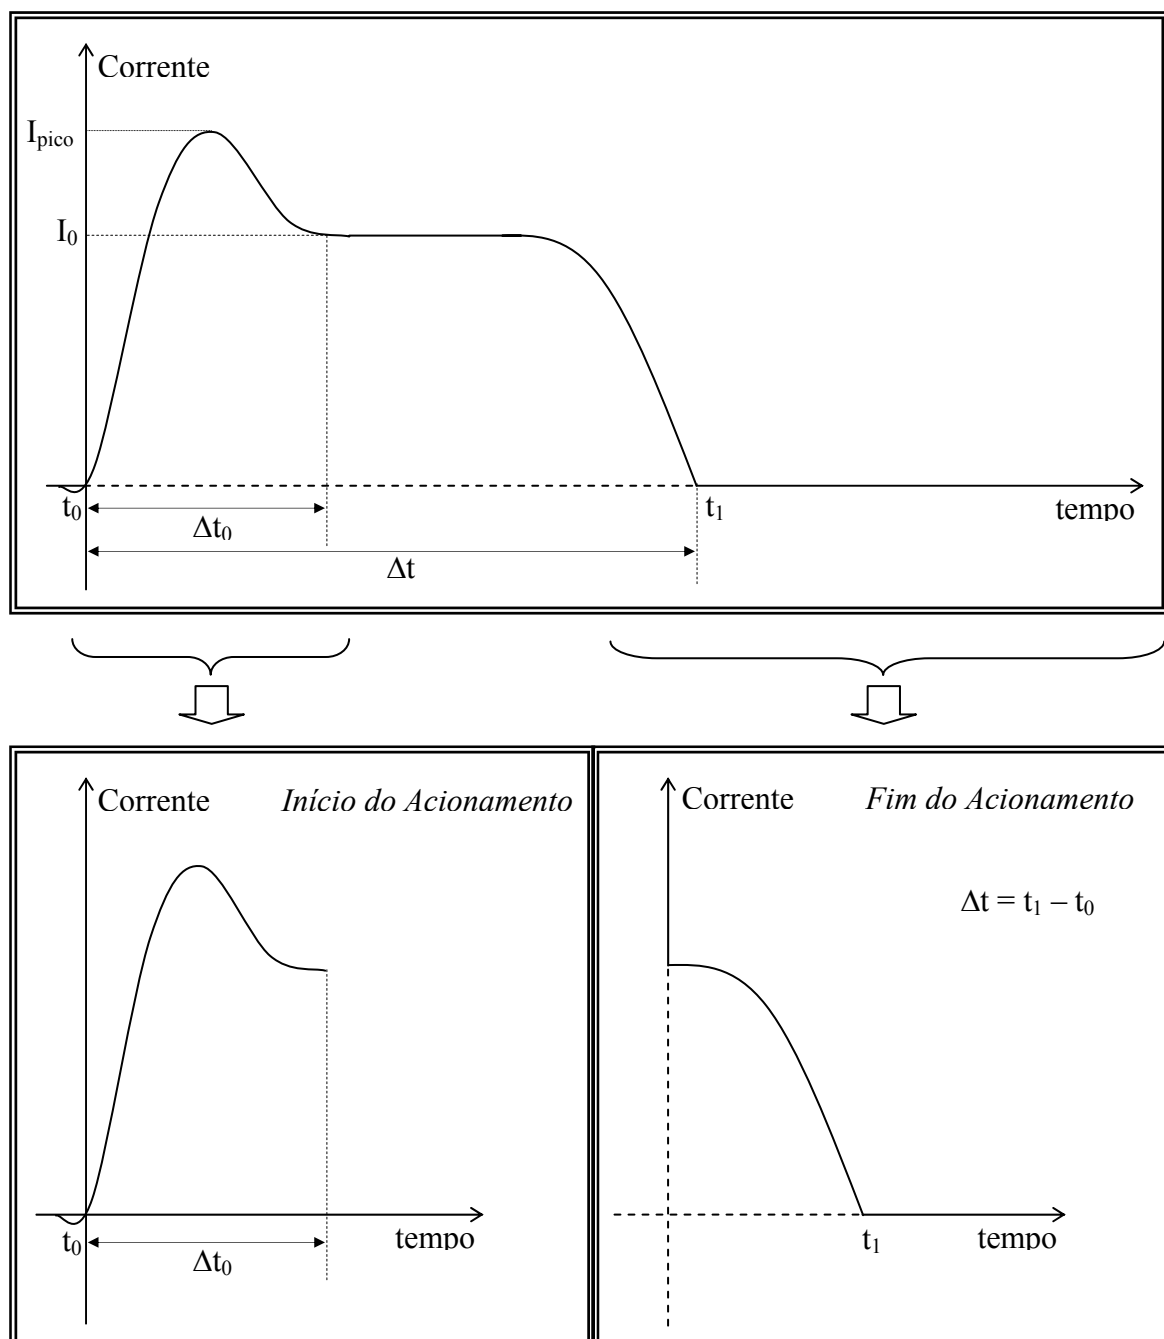 Corrente
I_pico
I_0
t_0
t_1
tempo
Δt_0
Δt
Corrente
Início do Acionamento
t_0
tempo
Δt_0
Corrente
Fim do Acionamento
Δt = t_1 – t_0
t_1
tempo